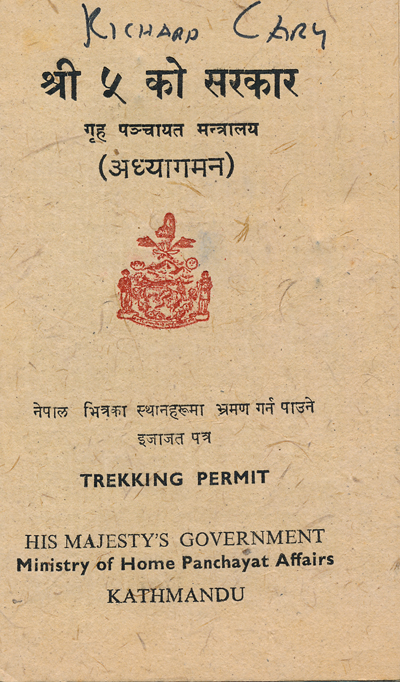 RICHARD CARY
श्री ५ को सरकार
गृह पञ्चायत मन्त्रालय
(अध्यागमन)
नेपाल भित्रका स्थानहरूमा भ्रमण गर्न पाउने
इजाजत पत्र
TREKKING PERMIT
HIS MAJESTY'S GOVERNMENT
Ministry of Home Panchayat Affairs
KATHMANDU